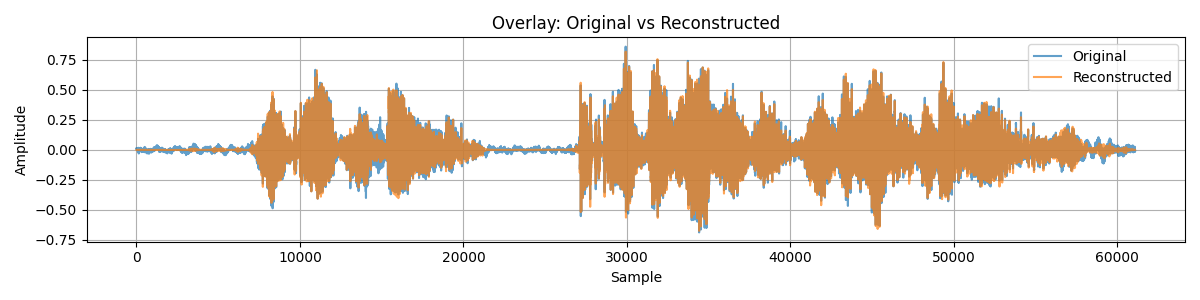 Overlay: Original vs Reconstructed
Original
Reconstructed
Amplitude
0.75
0.50
0.25
0.00
−0.25
−0.50
−0.75
0 10000 20000 30000 40000 50000 60000
Sample